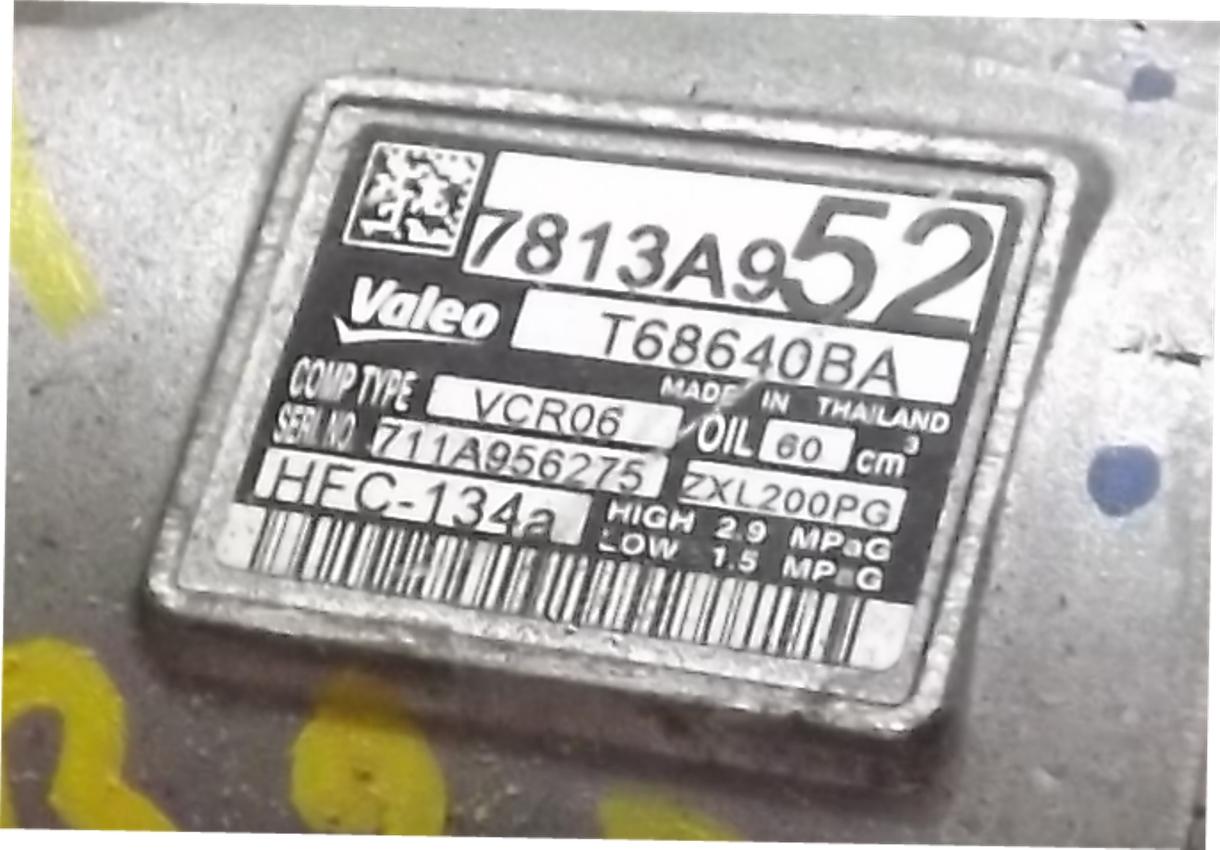 7813A952
Valeo T68640BA
MADE IN THAILAND
COMP TYPE VCR06 OIL 60 cm³
SERI.NO 711A956275 ZXL200PG
HFC-134a HIGH 2.9 MPaG
LOW 1.5 MPaG